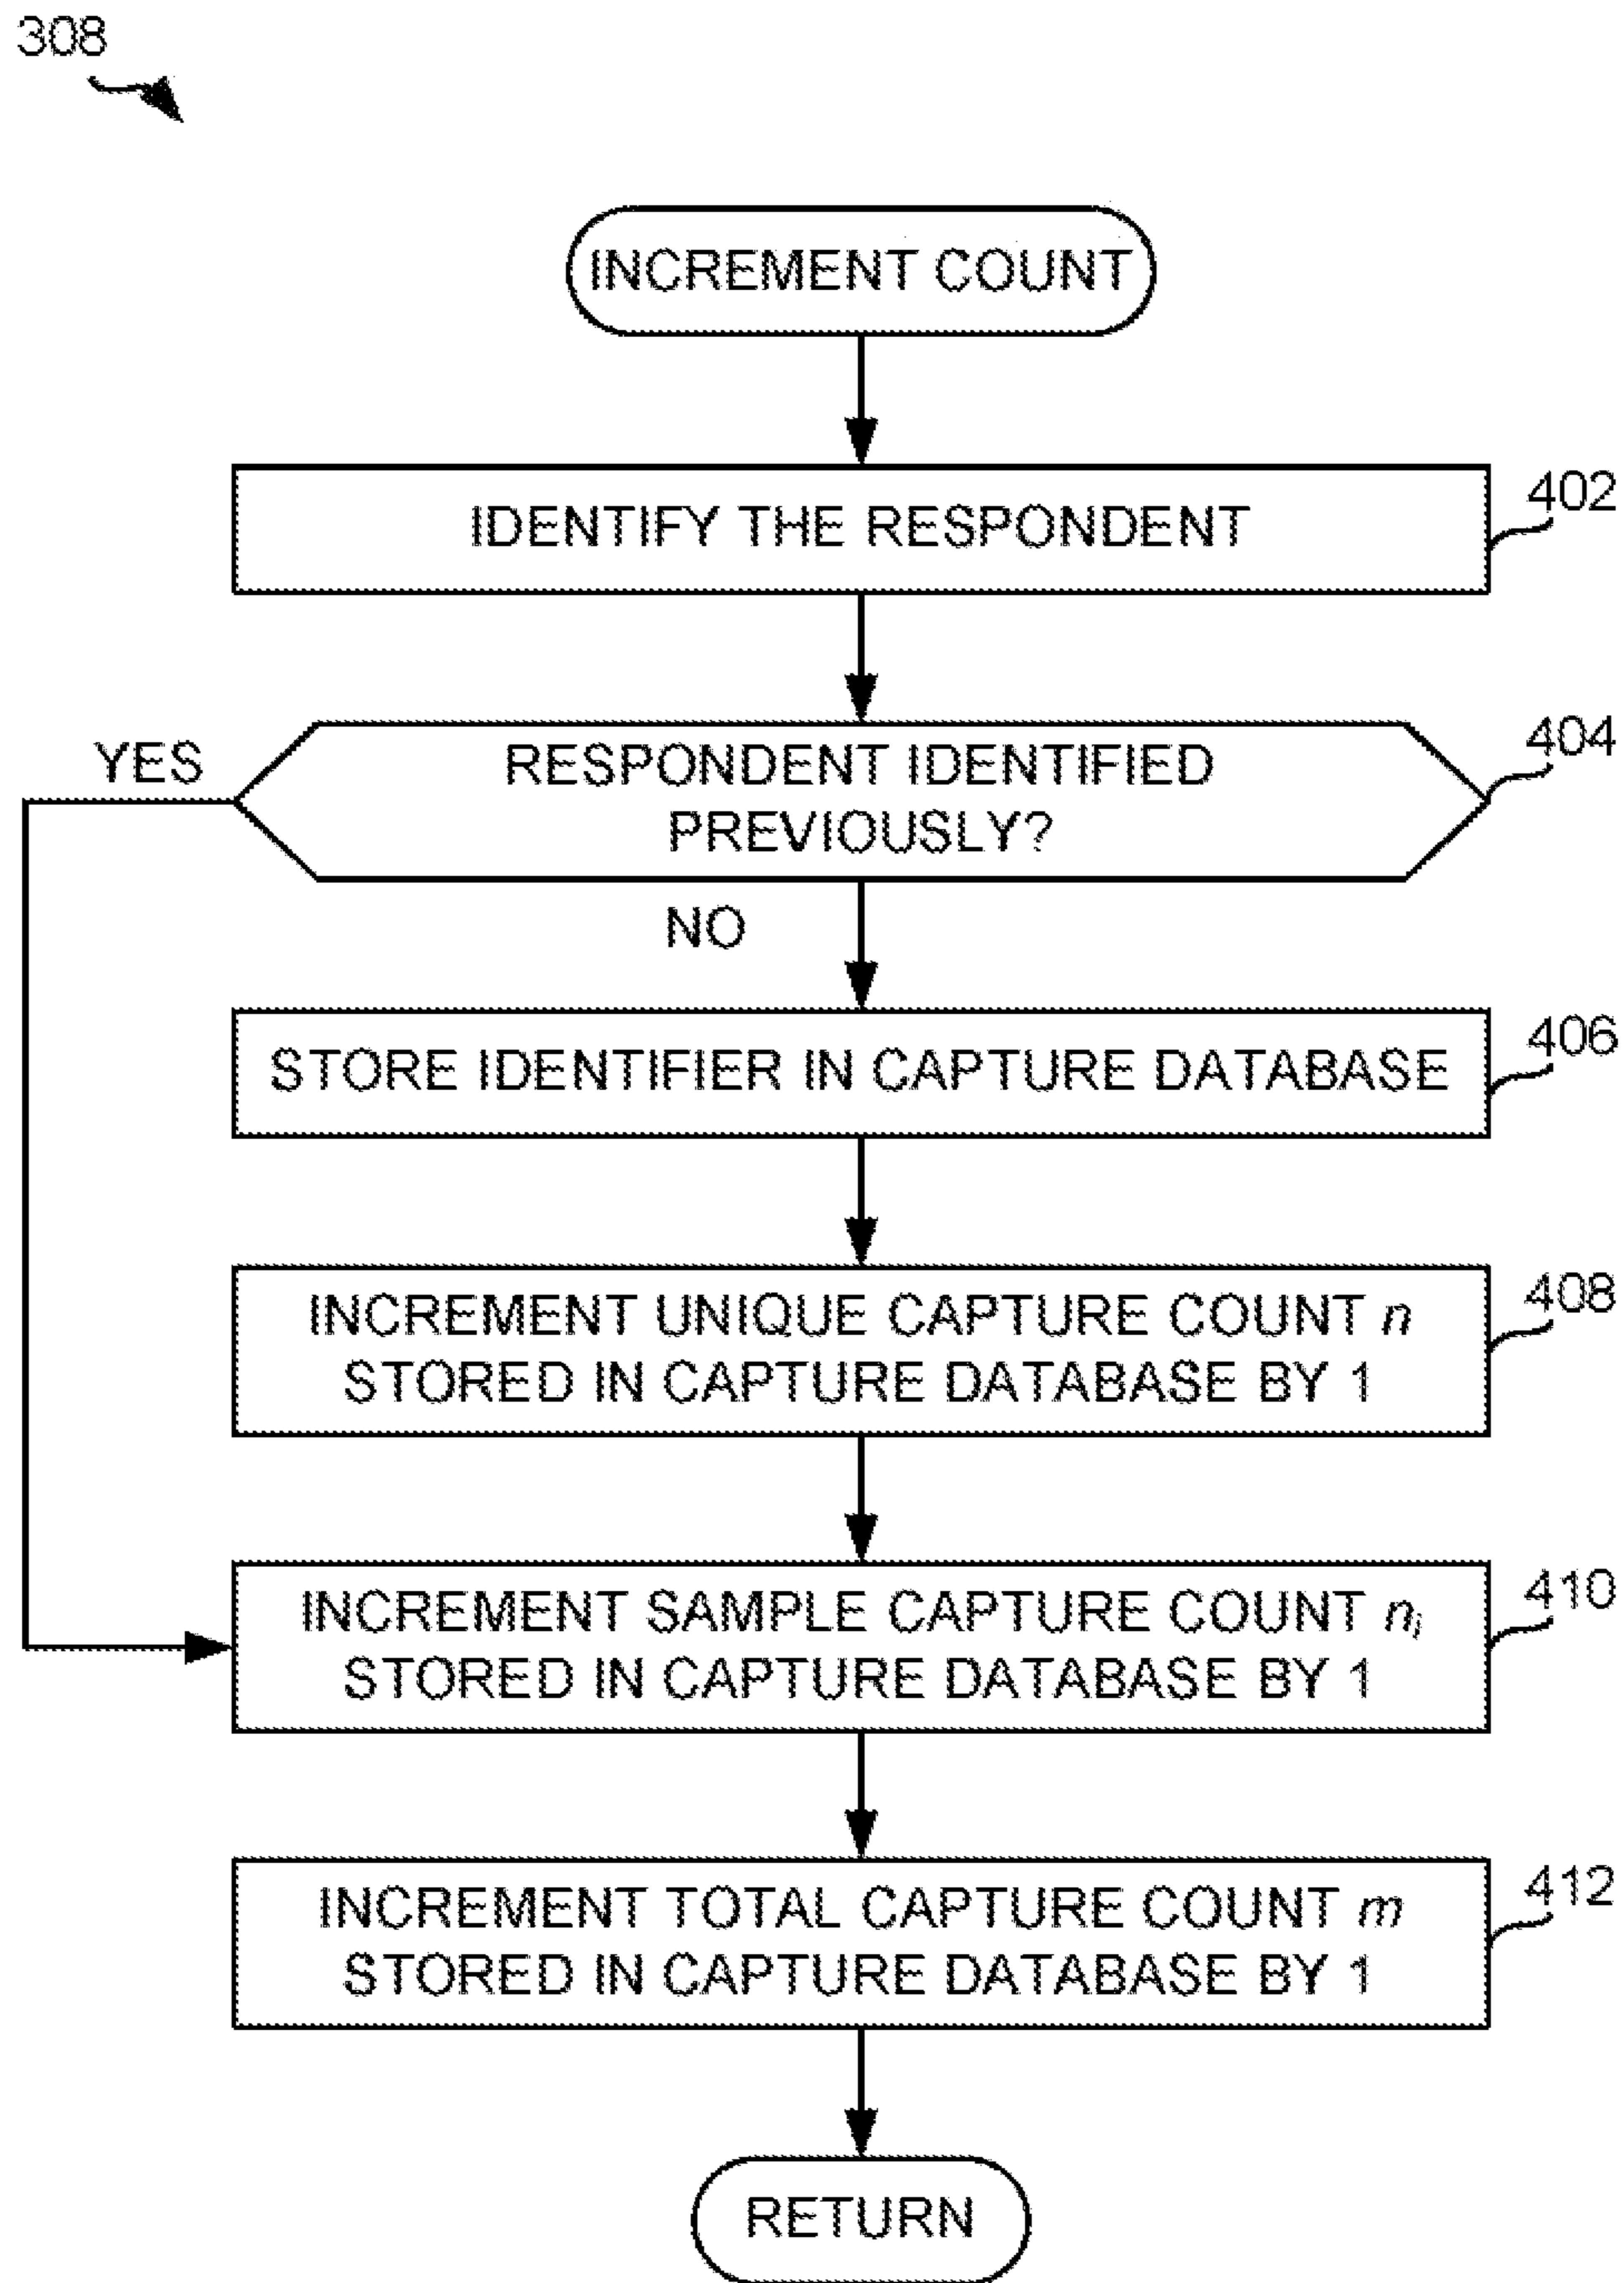 308
INCREMENT COUNT
IDENTIFY THE RESPONDENT
402
RESPONDENT IDENTIFIED
PREVIOUSLY?
404
YES
NO
STORE IDENTIFIER IN CAPTURE DATABASE
406
INCREMENT UNIQUE CAPTURE COUNT n
STORED IN CAPTURE DATABASE BY 1
408
INCREMENT SAMPLE CAPTURE COUNT nᵢ
STORED IN CAPTURE DATABASE BY 1
410
INCREMENT TOTAL CAPTURE COUNT m
STORED IN CAPTURE DATABASE BY 1
412
RETURN